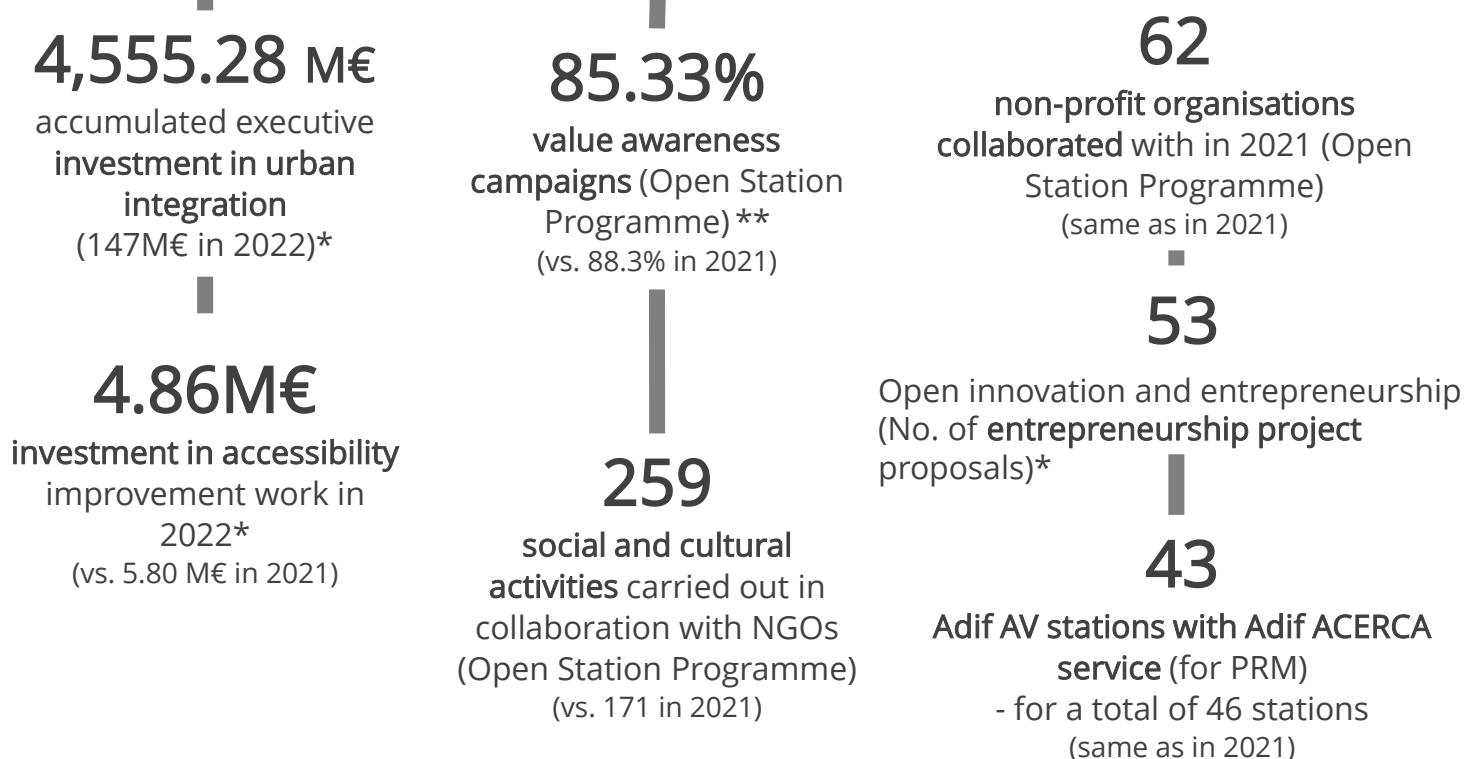 4,555.28 M€
accumulated executive
investment in urban
integration
(147M€ in 2022)*
4.86M€
investment in accessibility
improvement work in
2022*
(vs. 5.80 M€ in 2021)
85.33%
value awareness
campaigns (Open Station
Programme) **
(vs. 88.3% in 2021)
259
social and cultural
activities carried out in
collaboration with NGOs
(Open Station Programme)
(vs. 171 in 2021)
62
non-profit organisations
collaborated with in 2021 (Open
Station Programme)
(same as in 2021)
53
Open innovation and entrepreneurship
(No. of entrepreneurship project
proposals)*
43
Adif AV stations with Adif ACERCA
service (for PRM)
- for a total of 46 stations
(same as in 2021)